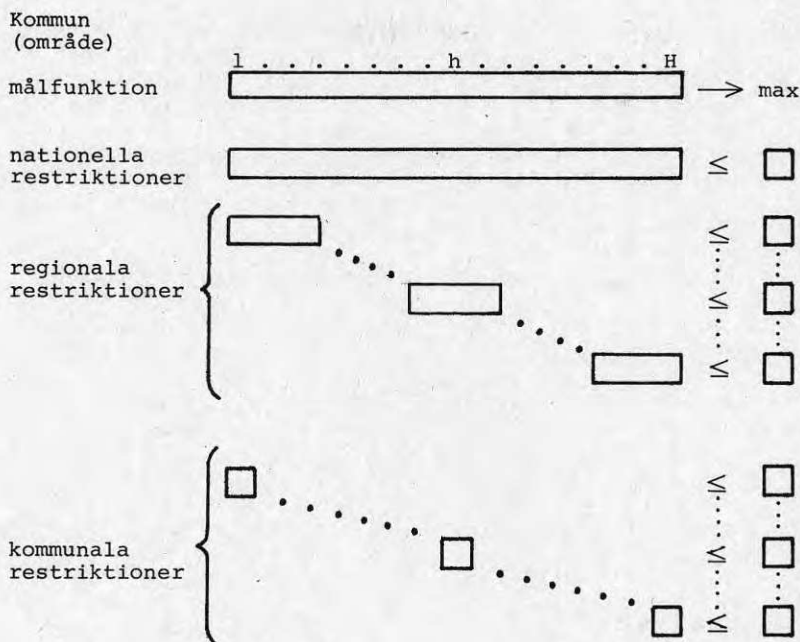 Kommun
(område)
1 . . . . . . . h . . . . . . . H
målfunktion → max
nationella
restriktioner ≤
≤
regionala
restriktioner ≤
≤
≤
kommunala
restriktioner ≤
≤